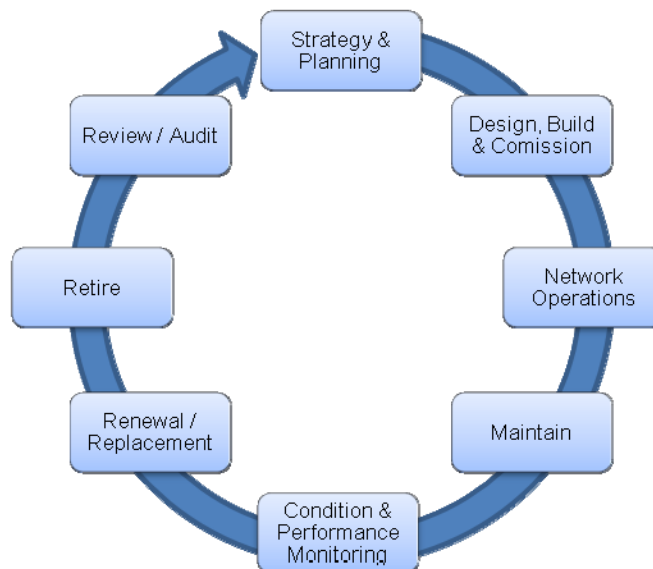 Strategy &
Planning
Design, Build
& Comission
Network
Operations
Maintain
Condition &
Performance
Monitoring
Renewal /
Replacement
Retire
Review / Audit